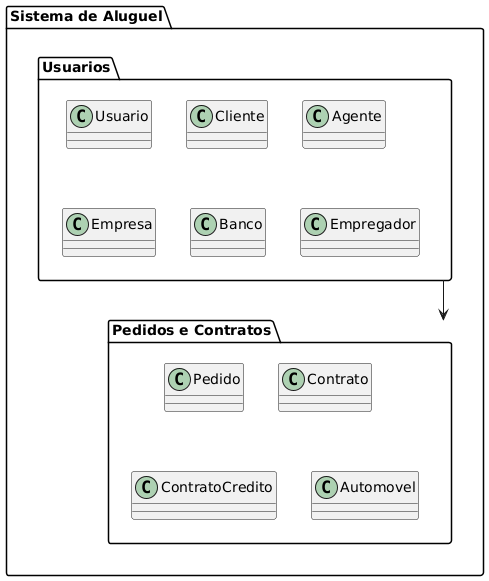 Sistema de Aluguel
Usuarios
C Usuario
C Cliente
C Agente
C Empresa
C Banco
C Empregador
Pedidos e Contratos
C Pedido
C Contrato
C ContratoCredito
C Automovel